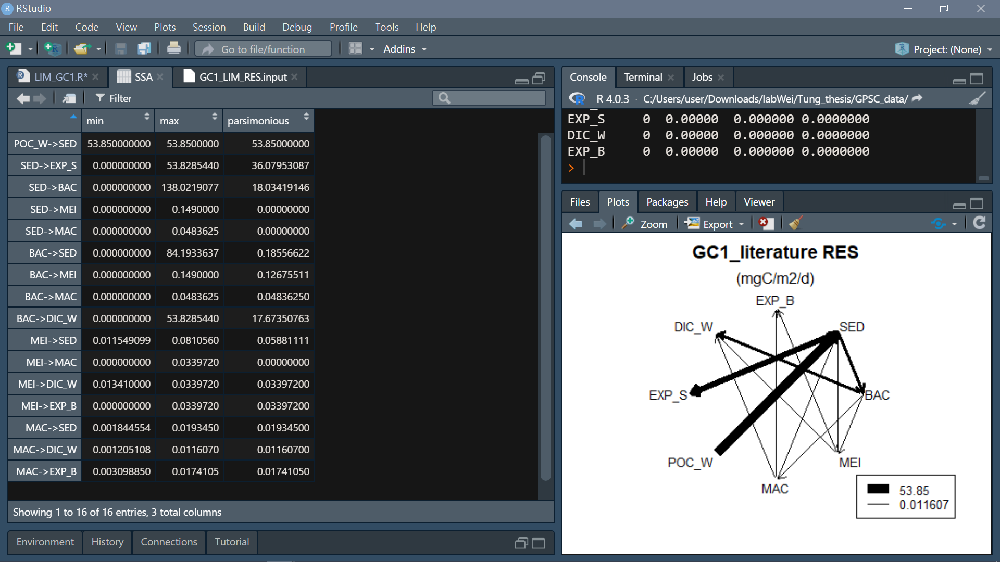 RStudio
File Edit Code View Plots Session Build Debug Profile Tools Help
Go to file/function Addins Project: (None)
LIM_GC1.R* SSA GC1_LIM_RES.input
Filter
min max parsimonious
POC_W->SED 53.850000000 53.8500000 53.85000000
SED->EXP_S 0.000000000 53.8285440 36.07953087
SED->BAC 0.000000000 138.0219077 18.03419146
SED->MEI 0.000000000 0.1490000 0.00000000
SED->MAC 0.000000000 0.0483625 0.00000000
BAC->SED 0.000000000 84.1933637 0.18556622
BAC->MEI 0.000000000 0.1490000 0.12675511
BAC->MAC 0.000000000 0.0483625 0.04836250
BAC->DIC_W 0.000000000 53.8285440 17.67350763
MEI->SED 0.011549099 0.0810560 0.05881111
MEI->MAC 0.000000000 0.0339720 0.00000000
MEI->DIC_W 0.013410000 0.0339720 0.03397200
MEI->EXP_B 0.000000000 0.0339720 0.03397200
MAC->SED 0.001844554 0.0193450 0.01934500
MAC->DIC_W 0.001205108 0.0116070 0.01160700
MAC->EXP_B 0.003098850 0.0174105 0.01741050
Showing 1 to 16 of 16 entries, 3 total columns
Environment History Connections Tutorial
Console Terminal Jobs
R 4.0.3 · C:/Users/user/Downloads/labWei/Tung_thesis/GPSC_data/
EXP_S 0 0.00000 0.000000 0.0000000
DIC_W 0 0.00000 0.000000 0.0000000
EXP_B 0 0.00000 0.000000 0.0000000
>
Files Plots Packages Help Viewer
Zoom Export
GC1_literature RES
(mgC/m2/d)
EXP_B
DIC_W SED
EXP_S BAC
POC_W MEI
MAC
53.85
0.011607